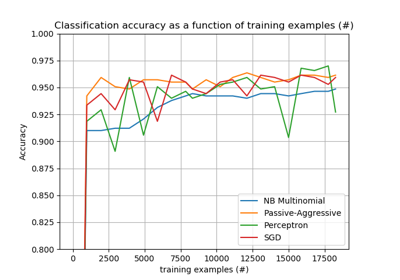 Classification accuracy as a function of training examples (#)
1.000
0.975
0.950
0.925
0.900
0.875
0.850
0.825
0.800
Accuracy
0
2500
5000
7500
10000
12500
15000
17500
training examples (#)
NB Multinomial
Passive-Aggressive
Perceptron
SGD